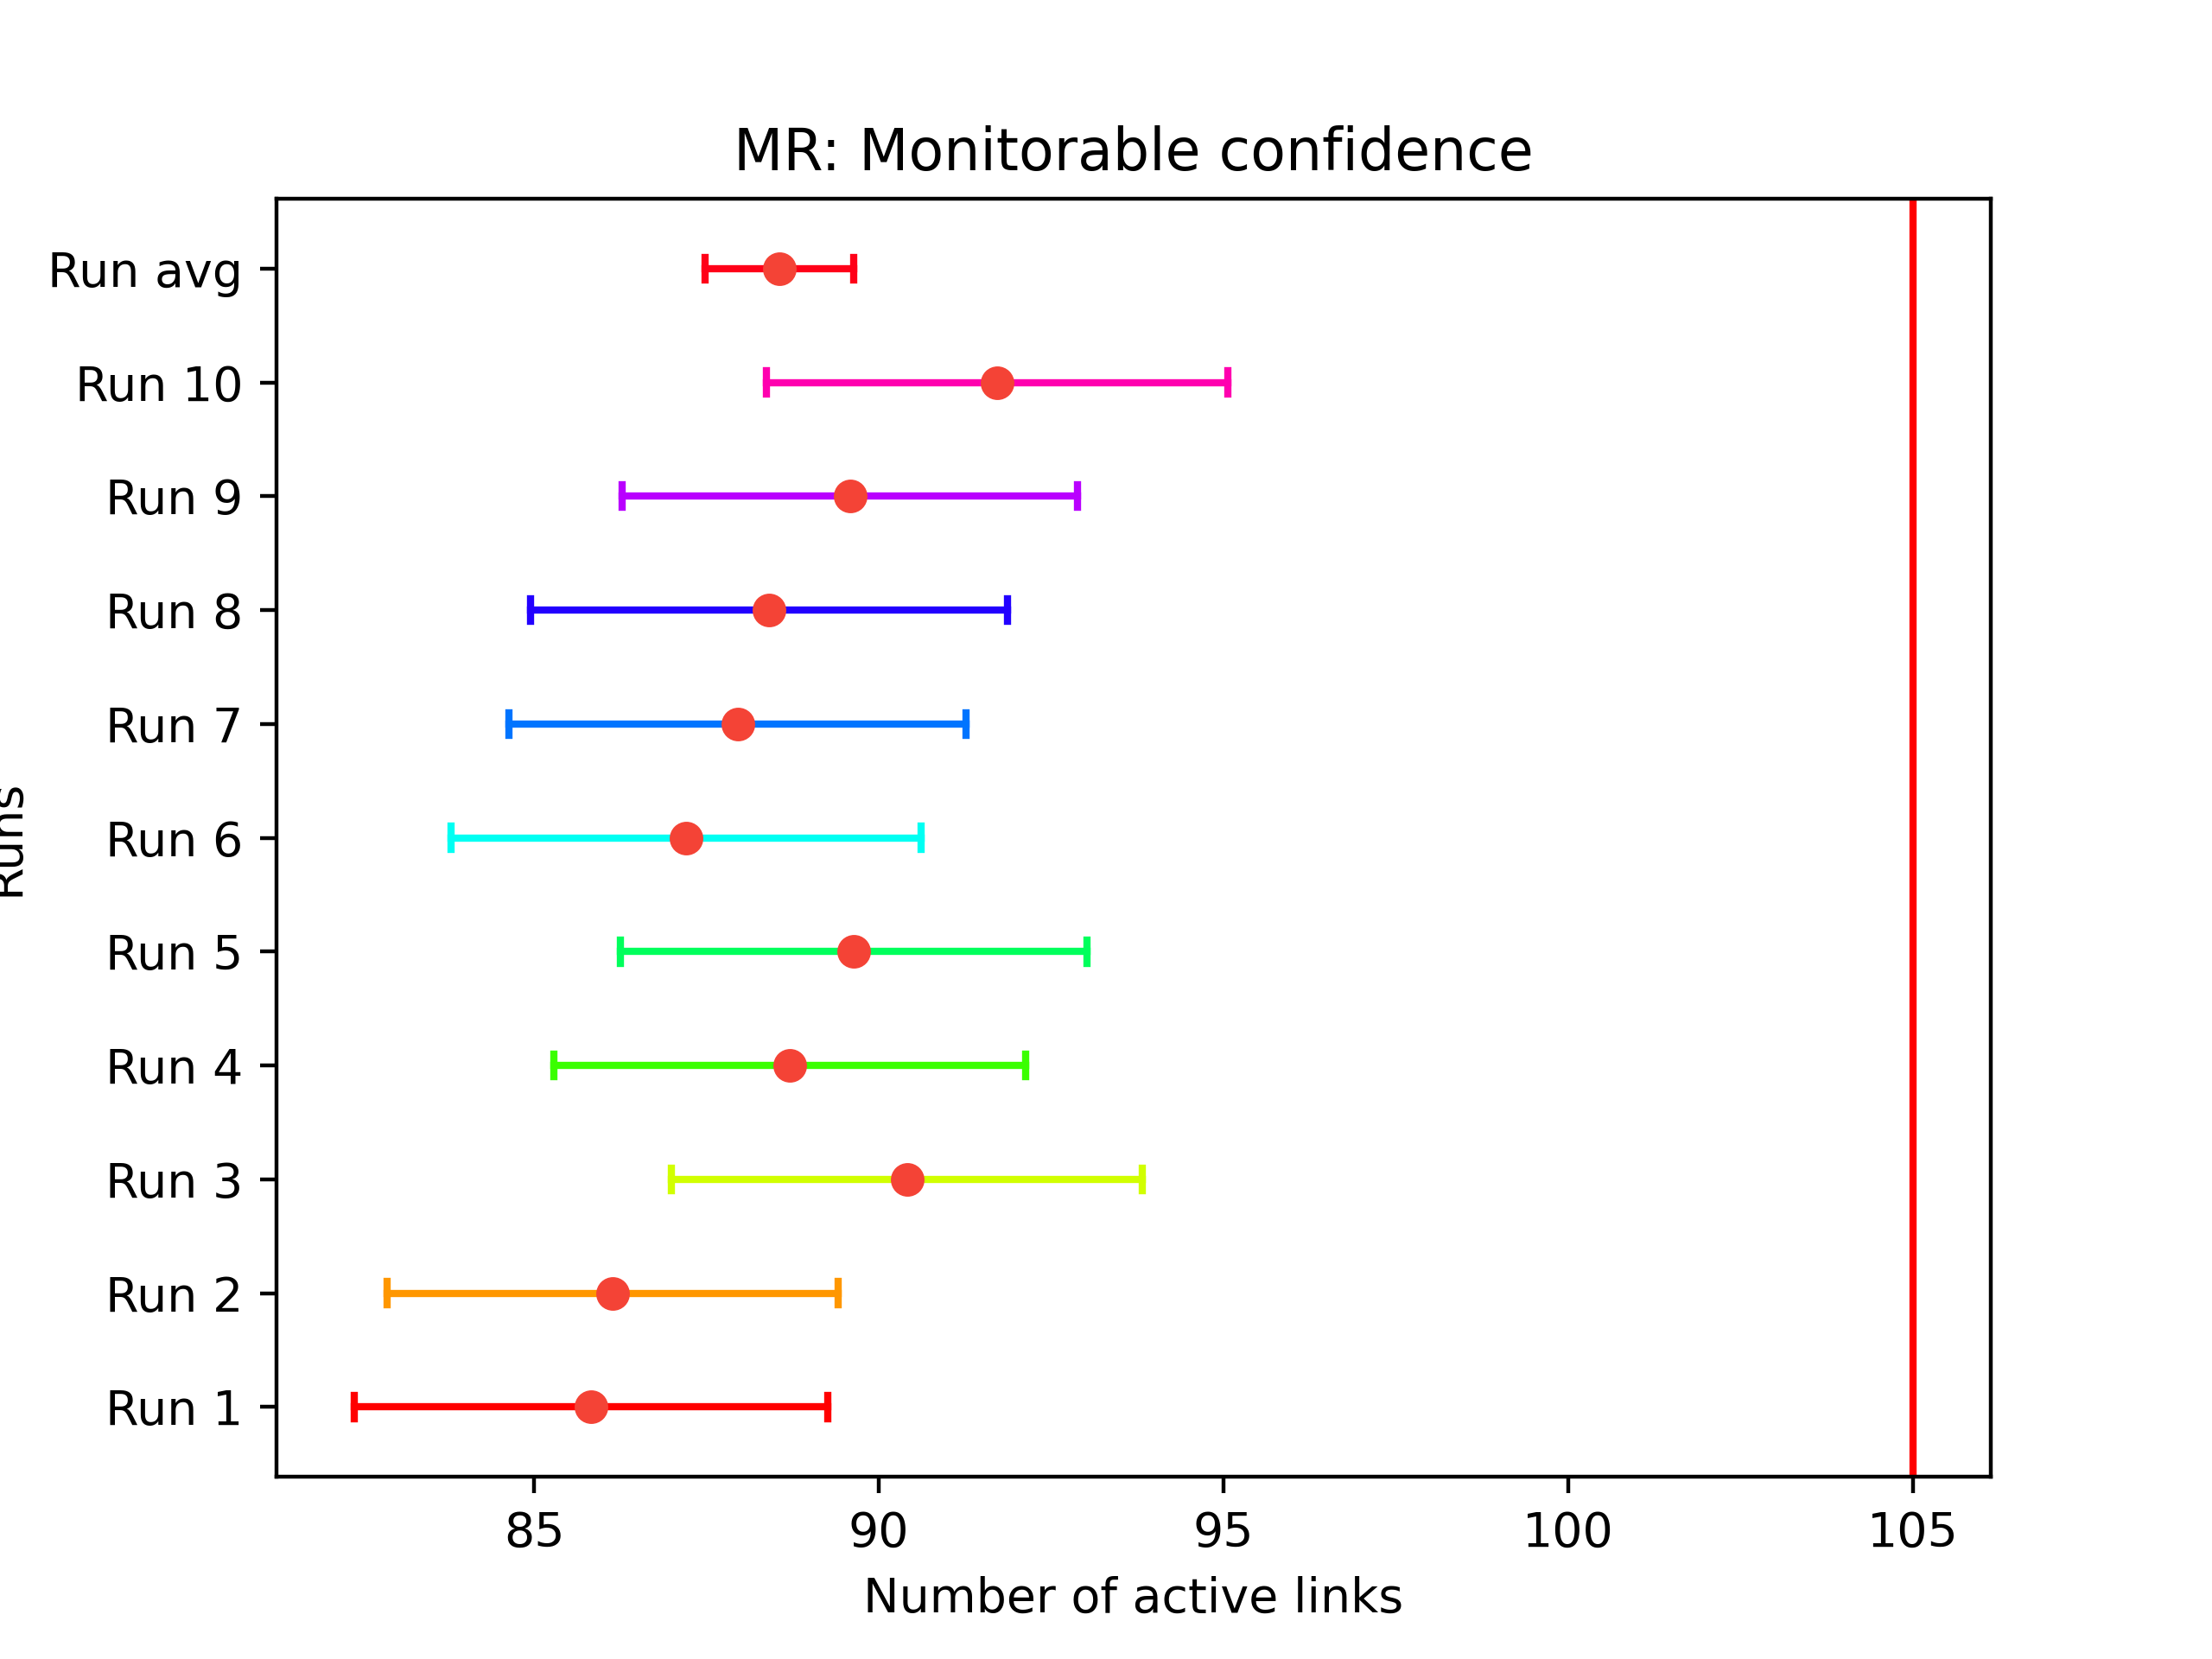 MR: Monitorable confidence
Run avg
Run 10
Run 9
Run 8
Run 7
Run 6
Run 5
Run 4
Run 3
Run 2
Run 1
Runs
85 90 95 100 105
Number of active links